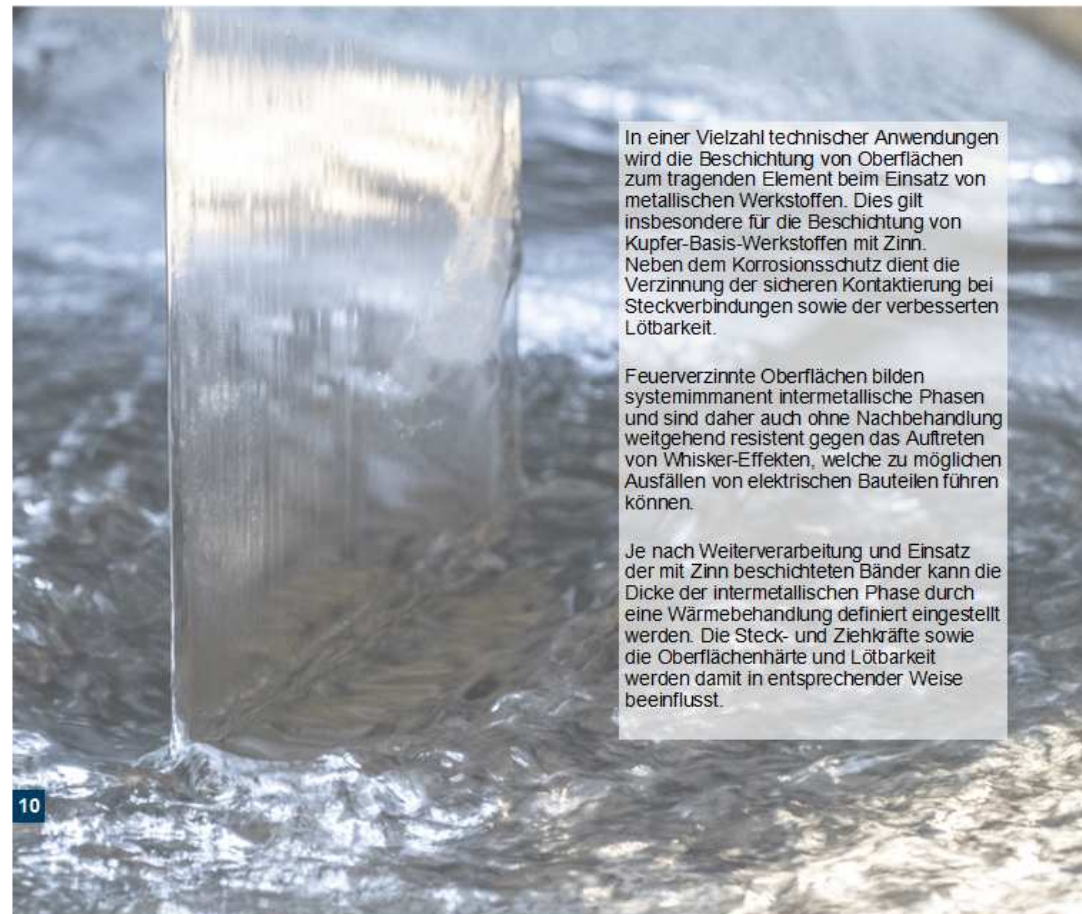 In einer Vielzahl technischer Anwendungen
wird die Beschichtung von Oberflächen
zum tragenden Element beim Einsatz von
metallischen Werkstoffen. Dies gilt
insbesondere für die Beschichtung von
Kupfer-Basis-Werkstoffen mit Zinn.
Neben dem Korrosionsschutz dient die
Verzinnung der sicheren Kontaktierung bei
Steckverbindungen sowie der verbesserten
Lötbarkeit.
Feuerverzinnte Oberflächen bilden
systemimmanent intermetallische Phasen
und sind daher auch ohne Nachbehandlung
weitgehend resistent gegen das Auftreten
von Whisker-Effekten, welche zu möglichen
Ausfällen von elektrischen Bauteilen führen
können.
Je nach Weiterverarbeitung und Einsatz
der mit Zinn beschichteten Bänder kann die
Dicke der intermetallischen Phase durch
eine Wärmebehandlung definiert eingestellt
werden. Die Steck- und Ziehkräfte sowie
die Oberflächenhärte und Lötbarkeit
werden damit in entsprechender Weise
beeinflusst.
10